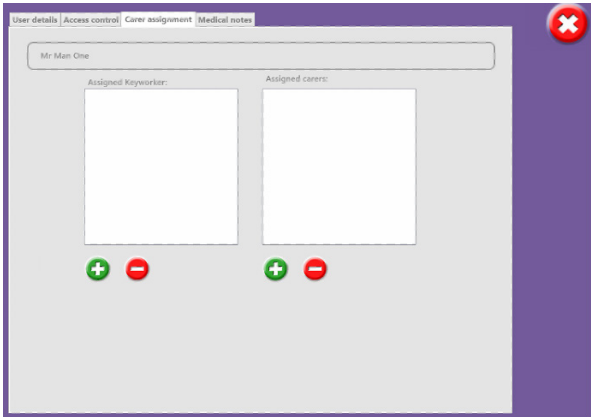 User details Access control Carer assignment Medical notes
Mr Man One
Assigned Keyworker: Assigned carers: